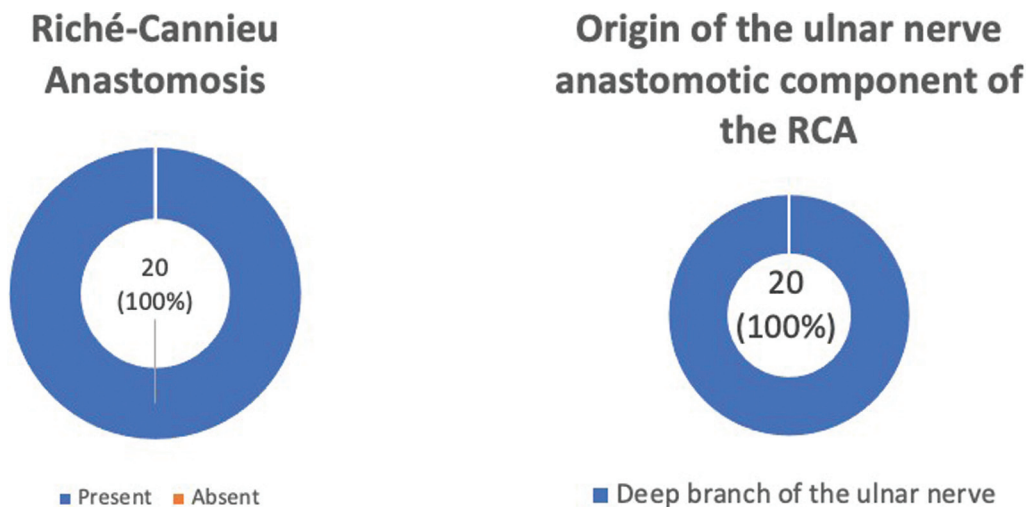 Riché-Cannieu
Anastomosis
20
(100%)
Present Absent
Origin of the ulnar nerve
anastomotic component of
the RCA
20
(100%)
Deep branch of the ulnar nerve